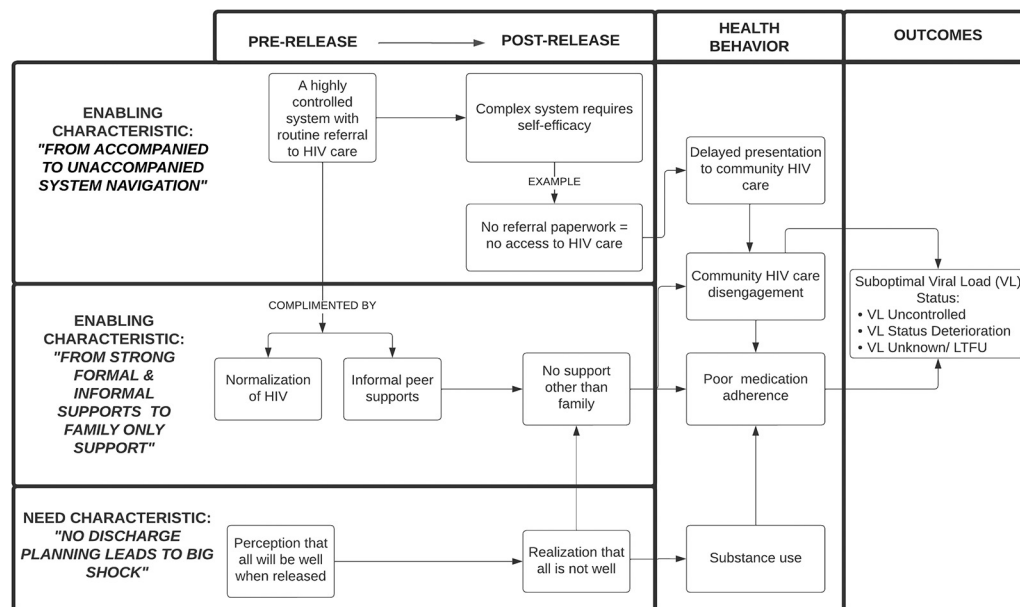 PRE-RELEASE
POST-RELEASE
HEALTH
BEHAVIOR
OUTCOMES
ENABLING
CHARACTERISTIC:
"FROM ACCOMPANIED
TO UNACCOMPANIED
SYSTEM NAVIGATION"
A highly
controlled
system with
routine referral
to HIV care
Complex system requires
self-efficacy
EXAMPLE
No referral paperwork =
no access to HIV care
Delayed presentation
to community HIV
care
Community HIV care
disengagement
Suboptimal Viral Load (VL)
Status:
• VL Uncontrolled
• VL Status Deterioration
• VL Unknown/ LTFU
ENABLING
CHARACTERISTIC:
"FROM STRONG
FORMAL &
INFORMAL
SUPPORTS TO
FAMILY ONLY
SUPPORT"
COMPLIMENTED BY
Normalization
of HIV
Informal peer
supports
No support
other than
family
Poor medication
adherence
NEED CHARACTERISTIC:
"NO DISCHARGE
PLANNING LEADS TO BIG
SHOCK"
Perception that
all will be well
when released
Realization that
all is not well
Substance use